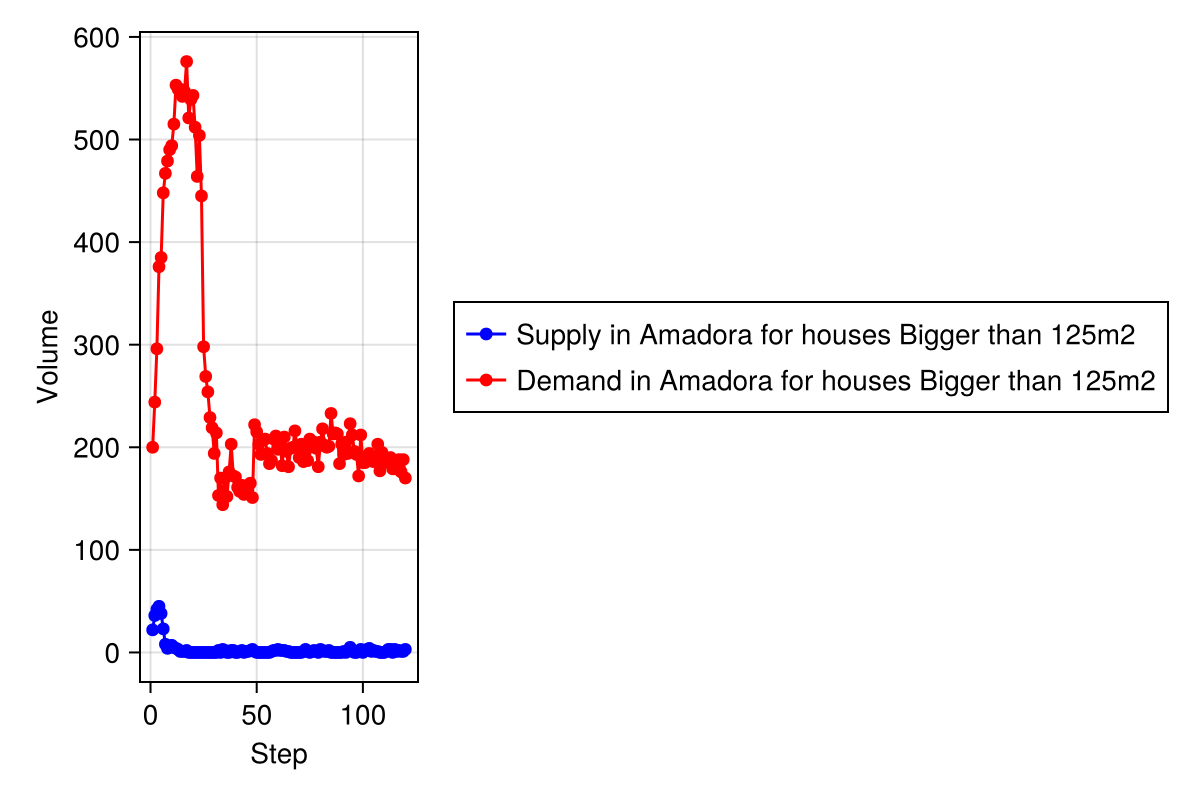 600
500
400
300
200
100
0
Volume
0 50 100
Step
Supply in Amadora for houses Bigger than 125m2
Demand in Amadora for houses Bigger than 125m2